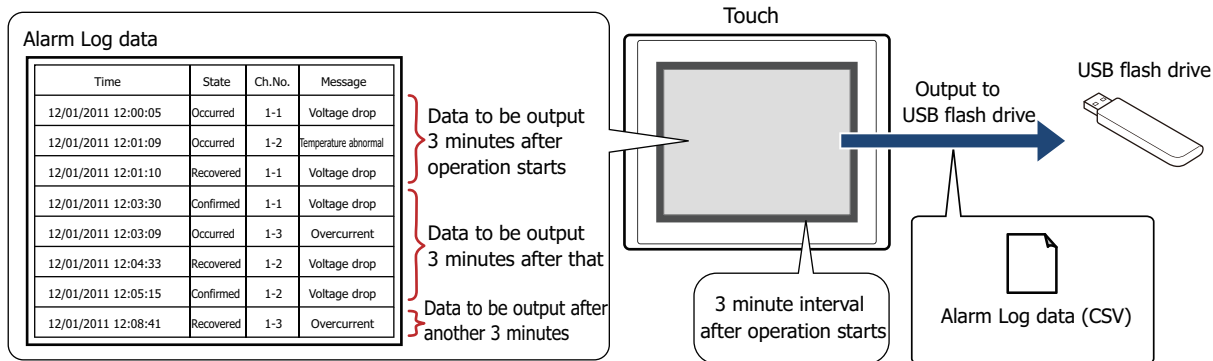 Alarm Log data
Time State Ch.No. Message
12/01/2011 12:00:05 Occurred 1-1 Voltage drop
12/01/2011 12:01:09 Occurred 1-2 Temperature abnormal
12/01/2011 12:01:10 Recovered 1-1 Voltage drop
12/01/2011 12:03:30 Confirmed 1-1 Voltage drop
12/01/2011 12:03:09 Occurred 1-3 Overcurrent
12/01/2011 12:04:33 Recovered 1-2 Voltage drop
12/01/2011 12:05:15 Confirmed 1-2 Voltage drop
12/01/2011 12:08:41 Recovered 1-3 Overcurrent
Data to be output
3 minutes after
operation starts
Data to be output
3 minutes after that
Data to be output after
another 3 minutes
Touch
3 minute interval
after operation starts
Output to
USB flash drive
USB flash drive
Alarm Log data (CSV)